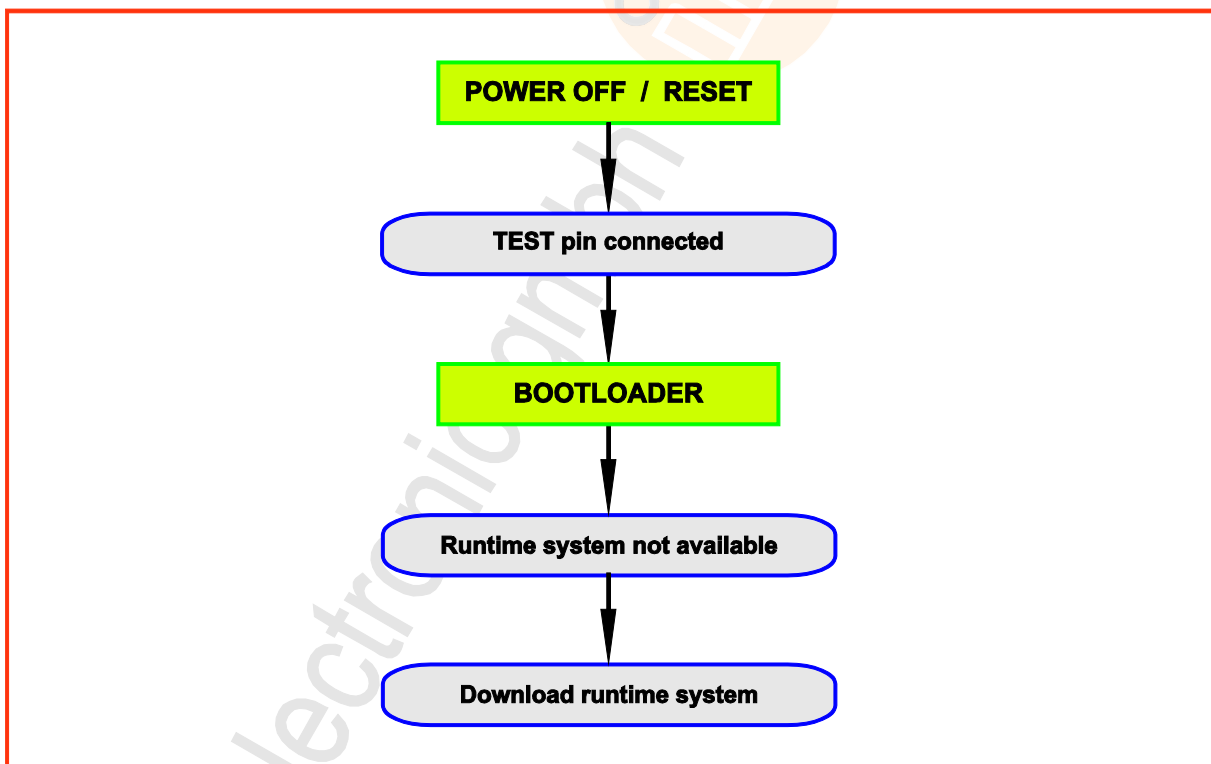 POWER OFF / RESET
TEST pin connected
BOOTLOADER
Runtime system not available
Download runtime system